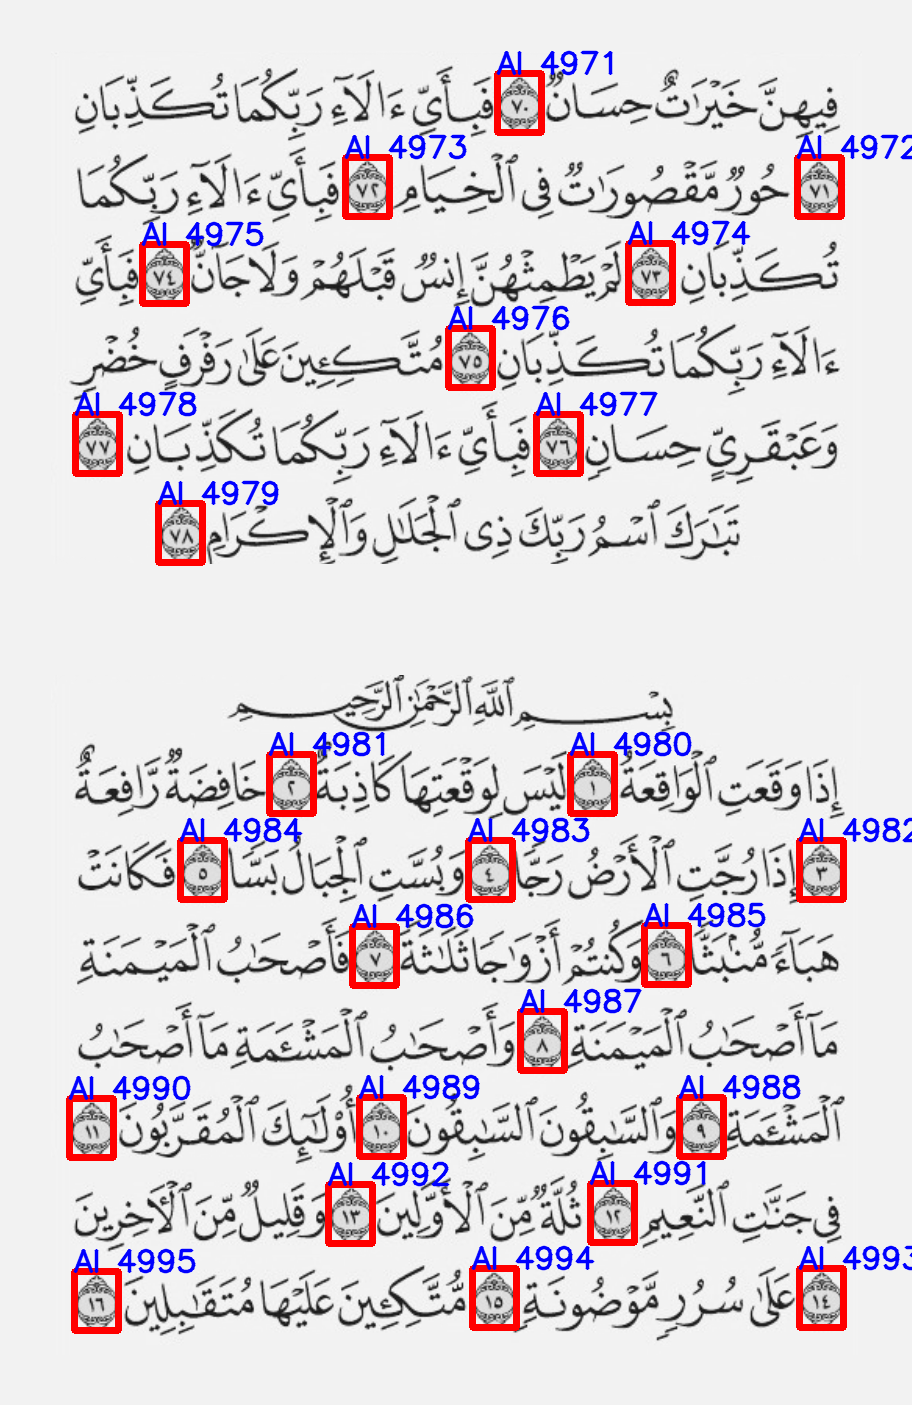 AI 4971
فِيهِنَّ خَيْرَٰتٌ حِسَانٌ ٧٠ فَبِأَيِّ ءَالَآءِ رَبِّكُمَا تُكَذِّبَانِ
AI 4973 AI 4972
٧١ حُورٌ مَّقْصُورَٰتٌ فِى ٱلْخِيَامِ ٧٢ فَبِأَيِّ ءَالَآءِ رَبِّكُمَا
AI 4975 AI 4974
تُكَذِّبَانِ ٧٣ لَمْ يَطْمِثْهُنَّ إِنسٌ قَبْلَهُمْ وَلَا جَانٌّ ٧٤ فَبِأَيِّ
AI 4976
ءَالَآءِ رَبِّكُمَا تُكَذِّبَانِ ٧٥ مُتَّكِـِٔينَ عَلَىٰ رَفْرَفٍ خُضْرٍ
AI 4978 AI 4977
وَعَبْقَرِىٍّ حِسَانٍ ٧٦ فَبِأَيِّ ءَالَآءِ رَبِّكُمَا تُكَذِّبَانِ ٧٧
AI 4979
تَبَٰرَكَ ٱسْمُ رَبِّكَ ذِى ٱلْجَلَٰلِ وَٱلْإِكْرَامِ ٧٨
بِسْمِ ٱللَّهِ ٱلرَّحْمَٰنِ ٱلرَّحِيمِ
AI 4981 AI 4980
إِذَا وَقَعَتِ ٱلْوَاقِعَةُ ١ لَيْسَ لِوَقْعَتِهَا كَاذِبَةٌ ٢ خَافِضَةٌ رَّافِعَةٌ
AI 4984 AI 4983 AI 4982
٣ إِذَا رُجَّتِ ٱلْأَرْضُ رَجًّا ٤ وَبُسَّتِ ٱلْجِبَالُ بَسًّا ٥ فَكَانَتْ
AI 4986 AI 4985
هَبَآءً مُّنۢبَثًّا ٦ وَكُنتُمْ أَزْوَٰجًا ثَلَٰثَةً ٧ فَأَصْحَٰبُ ٱلْمَيْمَنَةِ
AI 4987
مَآ أَصْحَٰبُ ٱلْمَيْمَنَةِ ٨ وَأَصْحَٰبُ ٱلْمَشْـَٔمَةِ مَآ أَصْحَٰبُ
AI 4990 AI 4989 AI 4988
ٱلْمَشْـَٔمَةِ ٩ وَٱلسَّٰبِقُونَ ٱلسَّٰبِقُونَ ١٠ أُو۟لَٰٓئِكَ ٱلْمُقَرَّبُونَ ١١
AI 4992 AI 4991
فِى جَنَّٰتِ ٱلنَّعِيمِ ١٢ ثُلَّةٌ مِّنَ ٱلْأَوَّلِينَ ١٣ وَقَلِيلٌ مِّنَ ٱلْءَاخِرِينَ
AI 4995 AI 4994 AI 4993
١٤ عَلَىٰ سُرُرٍ مَّوْضُونَةٍ ١٥ مُّتَّكِـِٔينَ عَلَيْهَا مُتَقَٰبِلِينَ ١٦